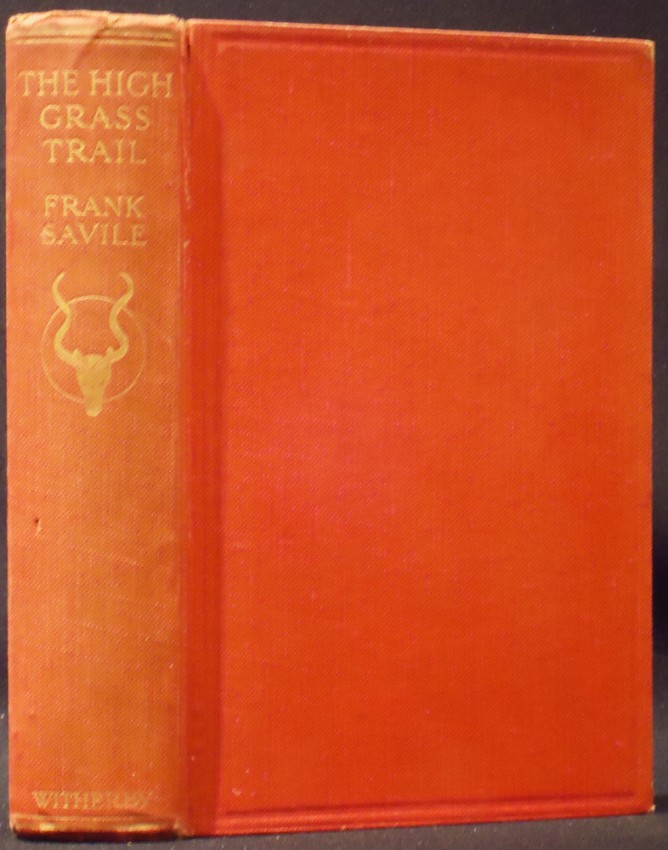 THE HIGH
GRASS
TRAIL
FRANK
SAVILE
WITHERBY